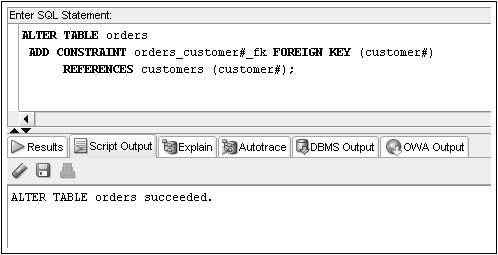 Enter SQL Statement:
ALTER TABLE orders
ADD CONSTRAINT orders_customer#_fk FOREIGN KEY (customer#)
REFERENCES customers (customer#);
Results Script Output Explain Autotrace DBMS Output OWA Output
ALTER TABLE orders succeeded.